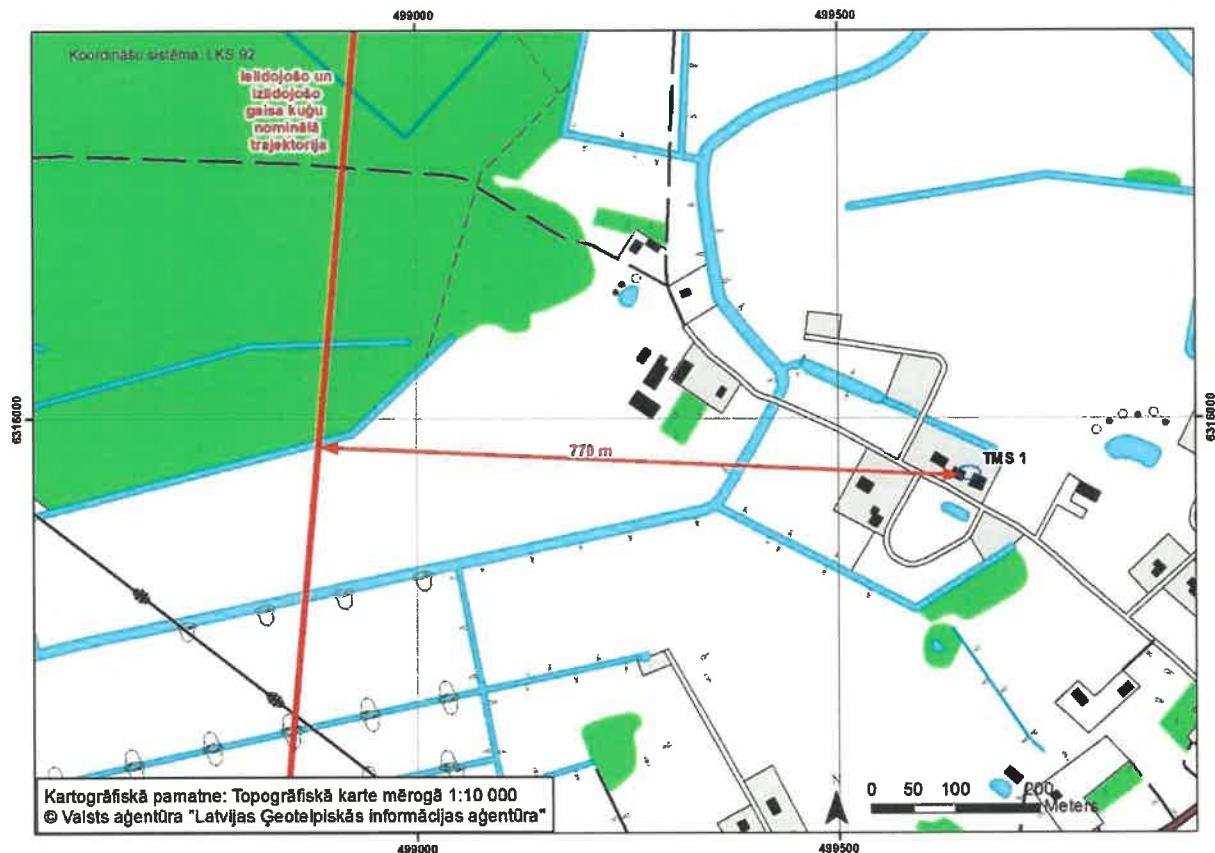 499000
499500
Koordināšu sistēma: LKS 92
Ielidojošo un
izlidojošo
gaisa kuģu
nominālā
trajektorija
6316000
6316000
770 m
TMS 1
0 50 100 200
Meters
Kartogrāfiskā pamatne: Topogrāfiskā karte mērogā 1:10 000
© Valsts aģentūra "Latvijas Ģeotelpiskās informācijas aģentūra"
499000
499500